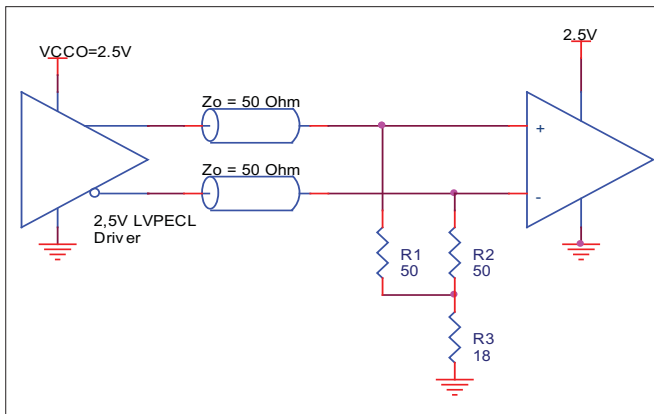 VCCO=2.5V
2,5V
Zo = 50 Ohm
+
Zo = 50 Ohm
-
2,5V LVPECL
Driver
R1
50
R2
50
R3
18